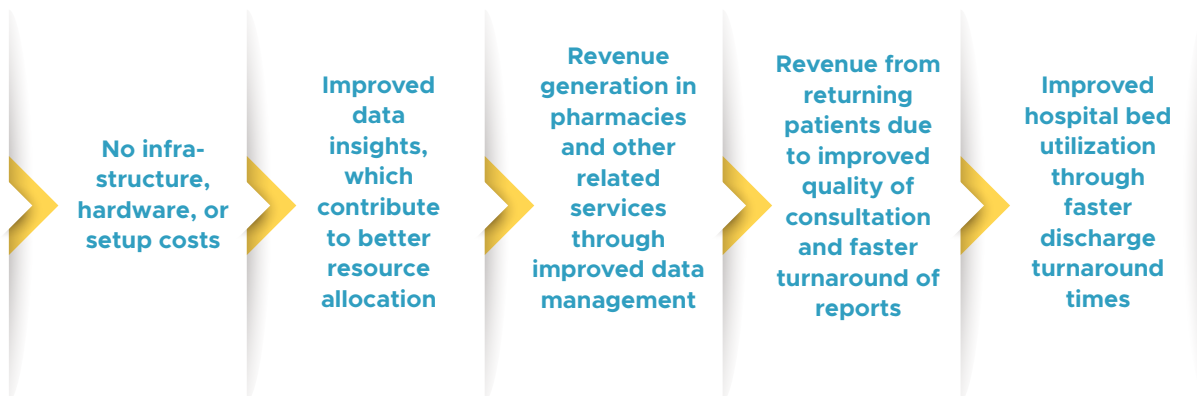 No infra-
structure,
hardware, or
setup costs
Improved
data
insights,
which
contribute
to better
resource
allocation
Revenue
generation in
pharmacies
and other
related
services
through
improved data
management
Revenue from
returning
patients due
to improved
quality of
consultation
and faster
turnaround of
reports
Improved
hospital bed
utilization
through
faster
discharge
turnaround
times